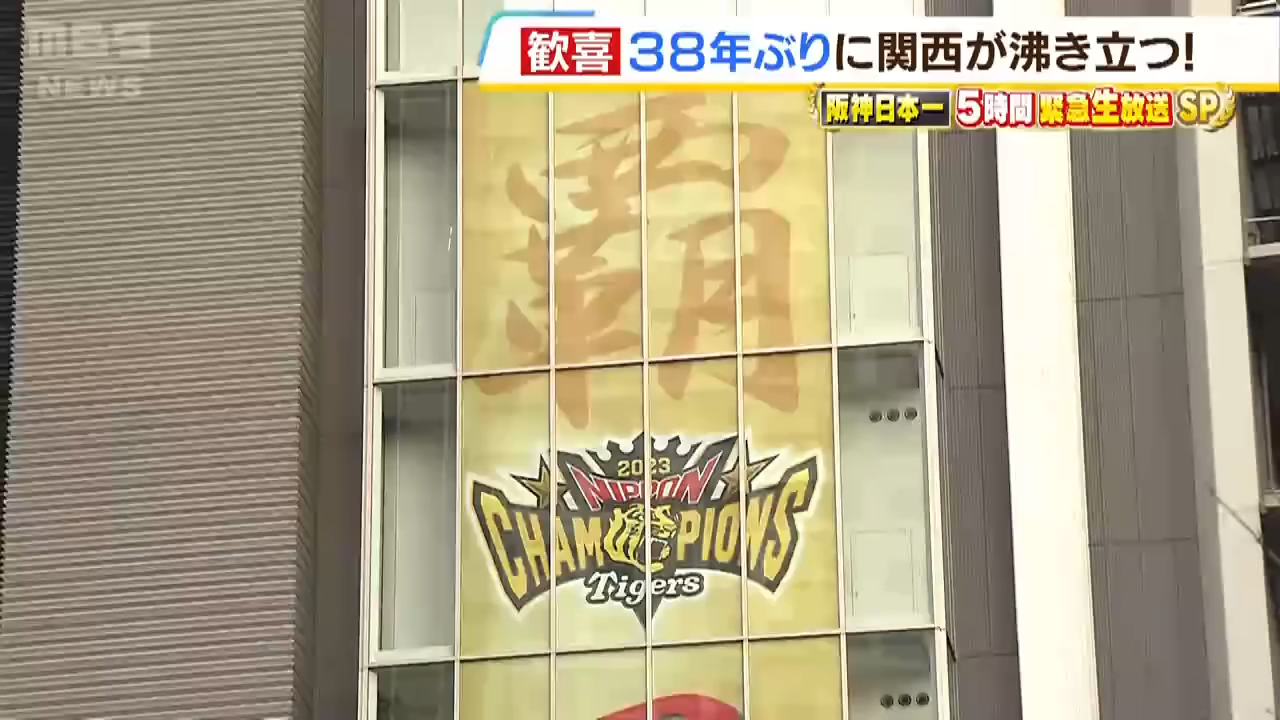 MBS
NEWS
歓喜 38年ぶりに関西が沸き立つ!
阪神日本一 5時間 緊急生放送 SP
覇
2023
NIPPON
CHAMPIONS
Tigers